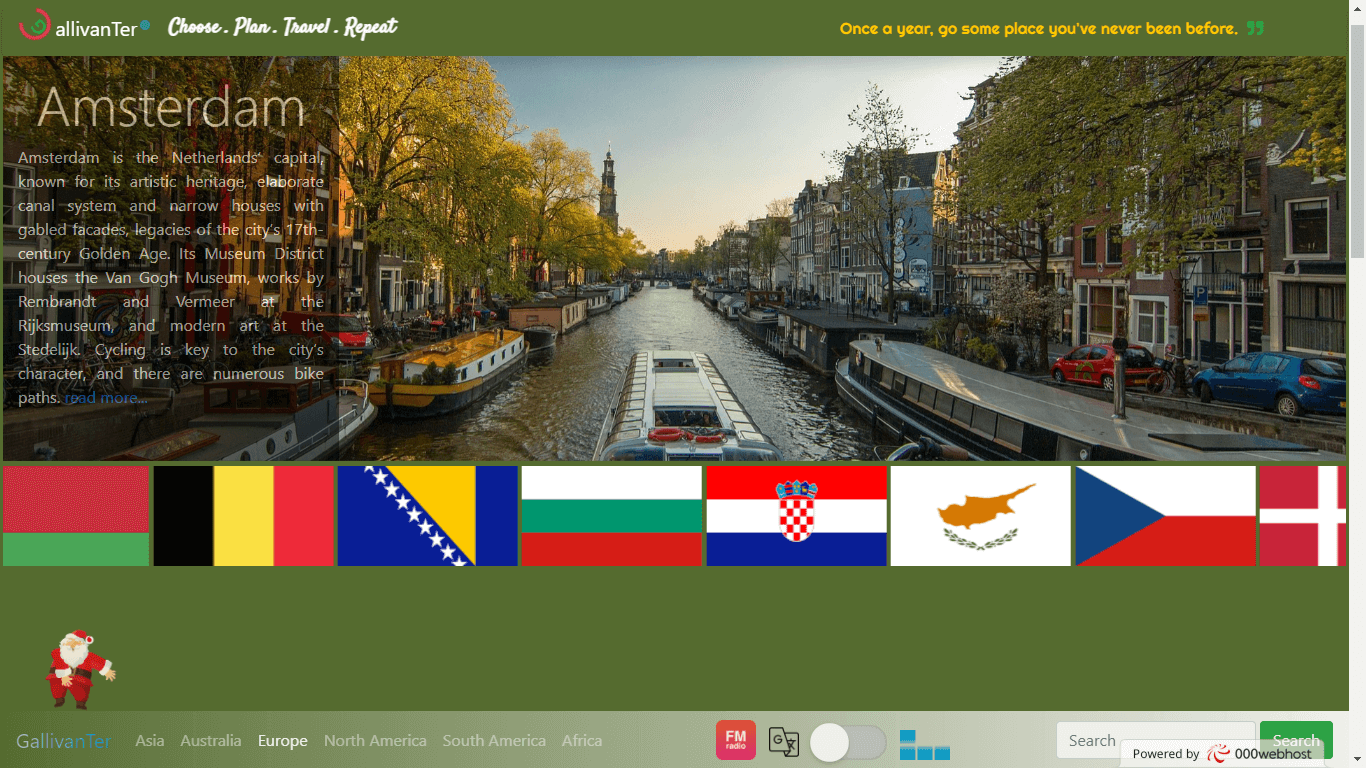 allivanTer
Choose . Plan . Travel . Repeat
Once a year, go some place you've never been before.
Amsterdam
Amsterdam is the Netherlands' capital,
known for its artistic heritage, elaborate
canal system and narrow houses with
gabled facades, legacies of the city's 17th-
century Golden Age. Its Museum District
houses the Van Gogh Museum, works by
Rembrandt and Vermeer at the
Rijksmuseum, and modern art at the
Stedelijk. Cycling is key to the city's
character, and there are numerous bike
paths. read more...
P
GallivanTer
Asia
Australia
Europe
North America
South America
Africa
FM
radio
G
Search
Search
Powered by 000webhost